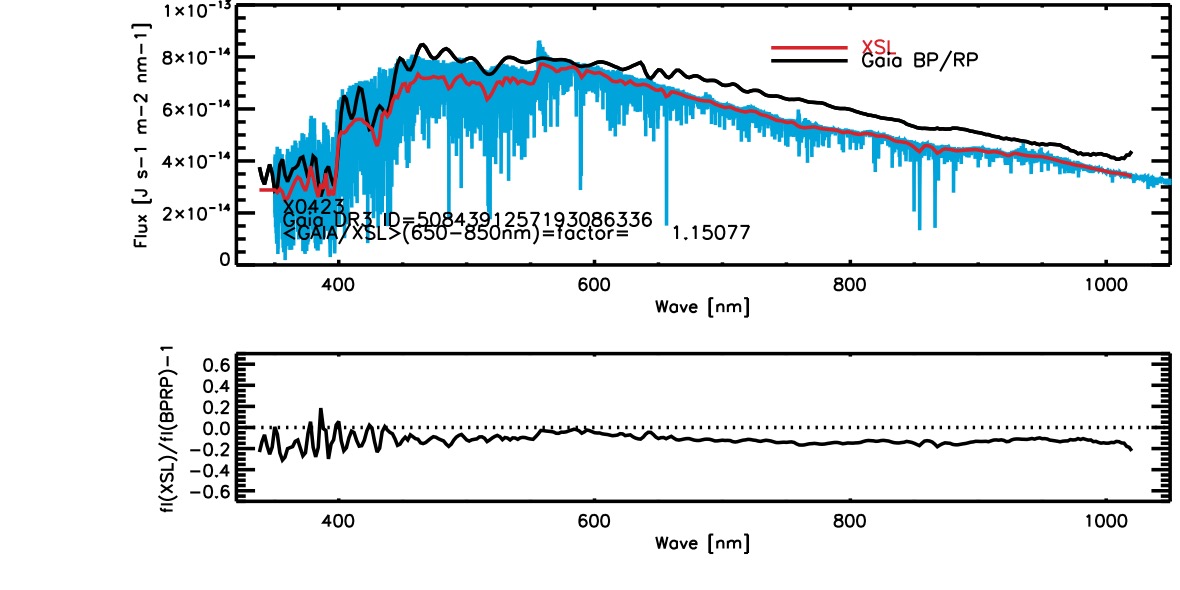 1×10−13
8×10−14
6×10−14
4×10−14
2×10−14
0
Flux [J s−1 m−2 nm−1]
XSL
Gaia BP/RP
X0423
Gaia DR3 ID=5084391257193086336
<GAIA/XSL>(650−850nm)=factor= 1.15077
400 600 800 1000
Wave [nm]
fl(XSL)/fl(BPRP)−1
0.6
0.4
0.2
0.0
−0.2
−0.4
−0.6
400 600 800 1000
Wave [nm]